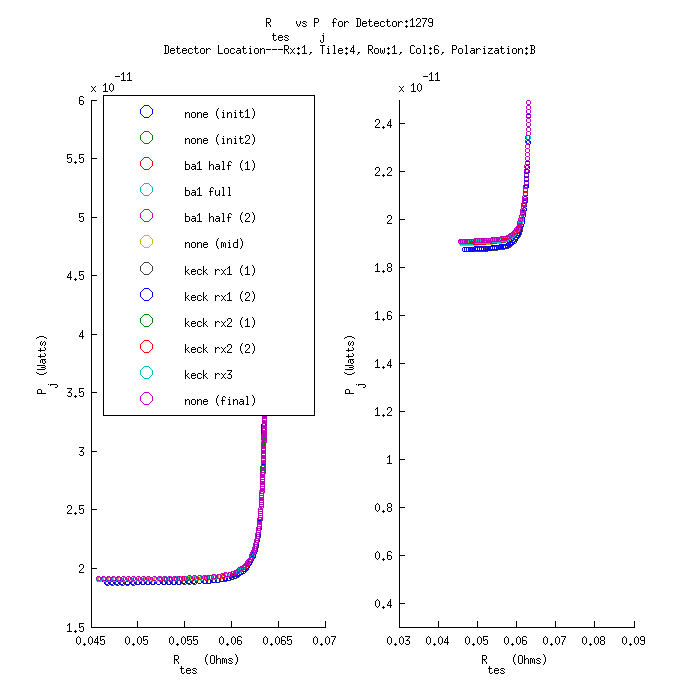 R_tes vs P_j for Detector:1279
Detector Location---Rx:1, Tile:4, Row:1, Col:6, Polarization:B
x 10^-11
6
5.5
5
4.5
4
3.5
3
2.5
2
1.5
P_j (Watts)
0.045 0.05 0.055 0.06 0.065 0.07
R_tes (Ohms)
none (init1)
none (init2)
ba1 half (1)
ba1 full
ba1 half (2)
none (mid)
keck rx1 (1)
keck rx1 (2)
keck rx2 (1)
keck rx2 (2)
keck rx3
none (final)
x 10^-11
2.4
2.2
2
1.8
1.6
1.4
1.2
1
0.8
0.6
0.4
P_j (Watts)
0.03 0.04 0.05 0.06 0.07 0.08 0.09
R_tes (Ohms)